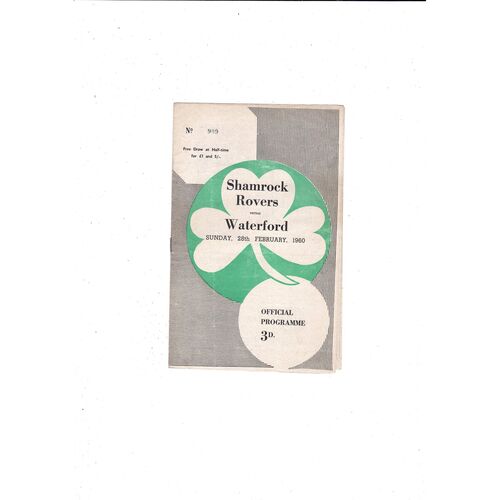 Nº 989
Free Draw at Half-time
for £1 and 5/-.
Shamrock
Rovers
versus
Waterford
SUNDAY, 28th FEBRUARY, 1960
OFFICIAL
PROGRAMME
3D.